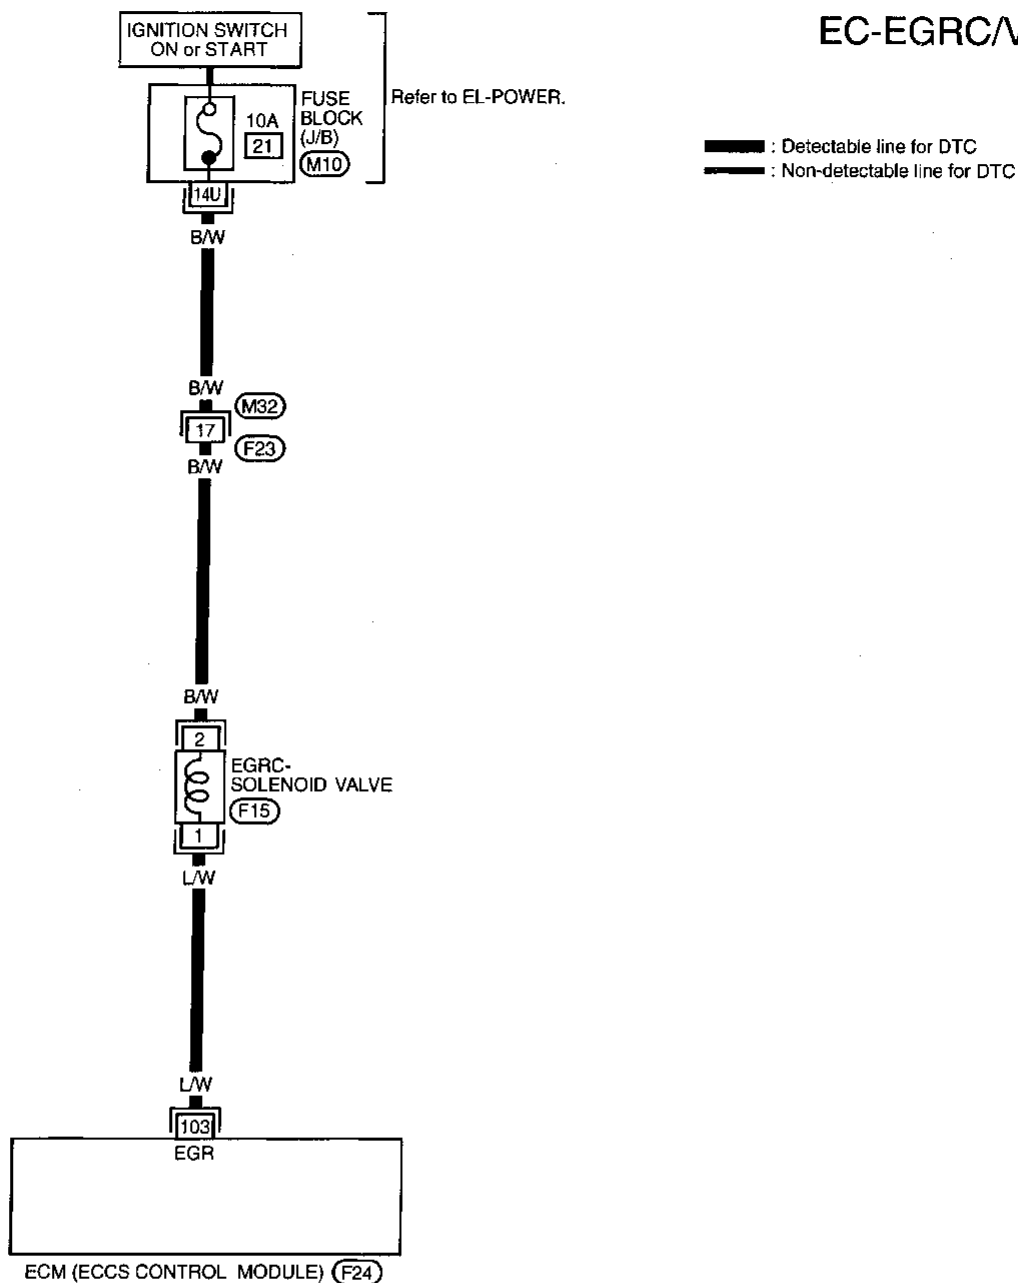 EC-EGRC/V
IGNITION SWITCH
ON or START
FUSE
BLOCK
(J/B)
M10
10A
21
Refer to EL-POWER.
: Detectable line for DTC
: Non-detectable line for DTC
14U
B/W
B/W
M32
17
F23
B/W
B/W
2
EGRC-
SOLENOID VALVE
F15
1
L/W
L/W
103
EGR
ECM (ECCS CONTROL MODULE) F24